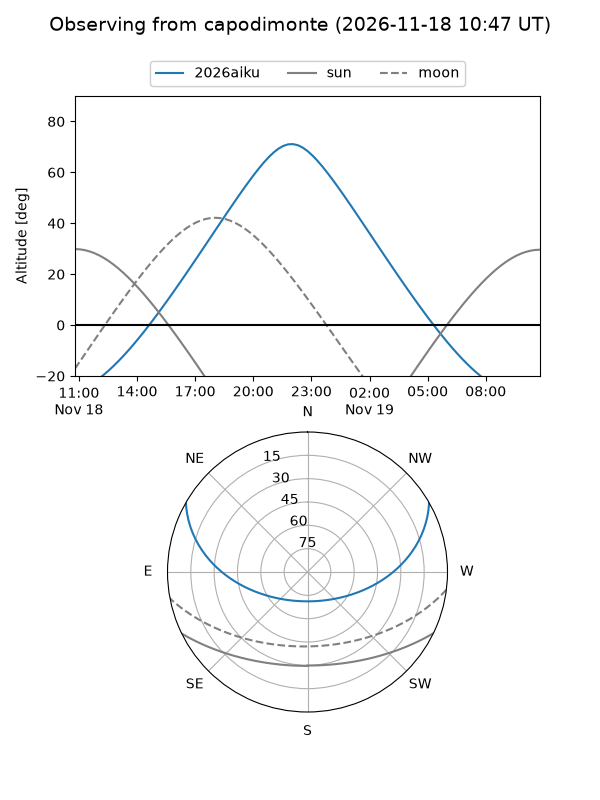 Observing from capodimonte (2026-11-18 10:47 UT)
2026aiku sun moon
Altitude [deg]
80
60
40
20
0
−20
11:00 14:00 17:00 20:00 23:00 02:00 05:00 08:00
Nov 18 Nov 19
N
NE NW
15
30
45
60
75
E W
SE SW
S